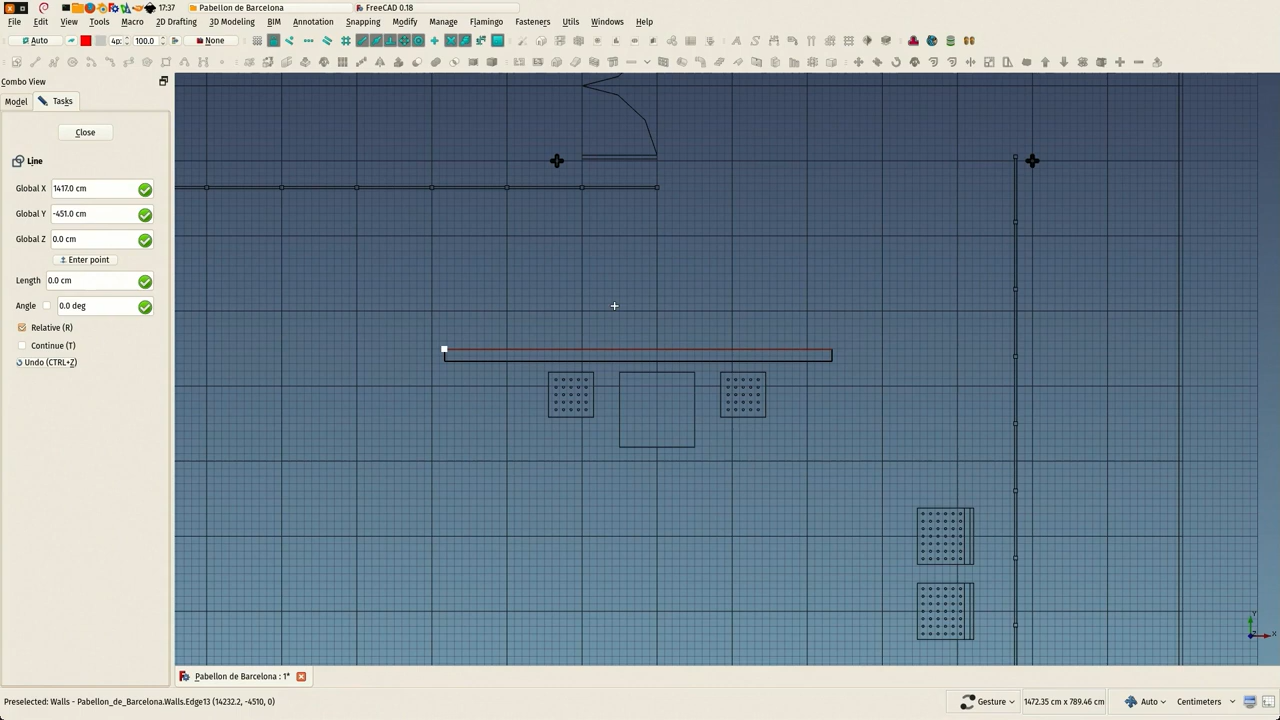 17:37 Pabellon de Barcelona FreeCAD 0.18
File Edit View Tools Macro 2D Drafting 3D Modeling BIM Annotation Snapping Modify Manage Flamingo Fasteners Utils Windows Help
Auto 4p: 100.0 None
Combo View
Model Tasks
Close
Line
Global X 1417.0 cm
Global Y -451.0 cm
Global Z 0.0 cm
Enter point
Length 0.0 cm
Angle 0.0 deg
Relative (R)
Continue (T)
Undo (CTRL+Z)
Y
Z X
Pabellon de Barcelona : 1*
Preselected: Walls - Pabellon_de_Barcelona.Walls.Edge13 (14232.2, -4510, 0) Gesture 1472.35 cm x 789.46 cm Auto Centimeters